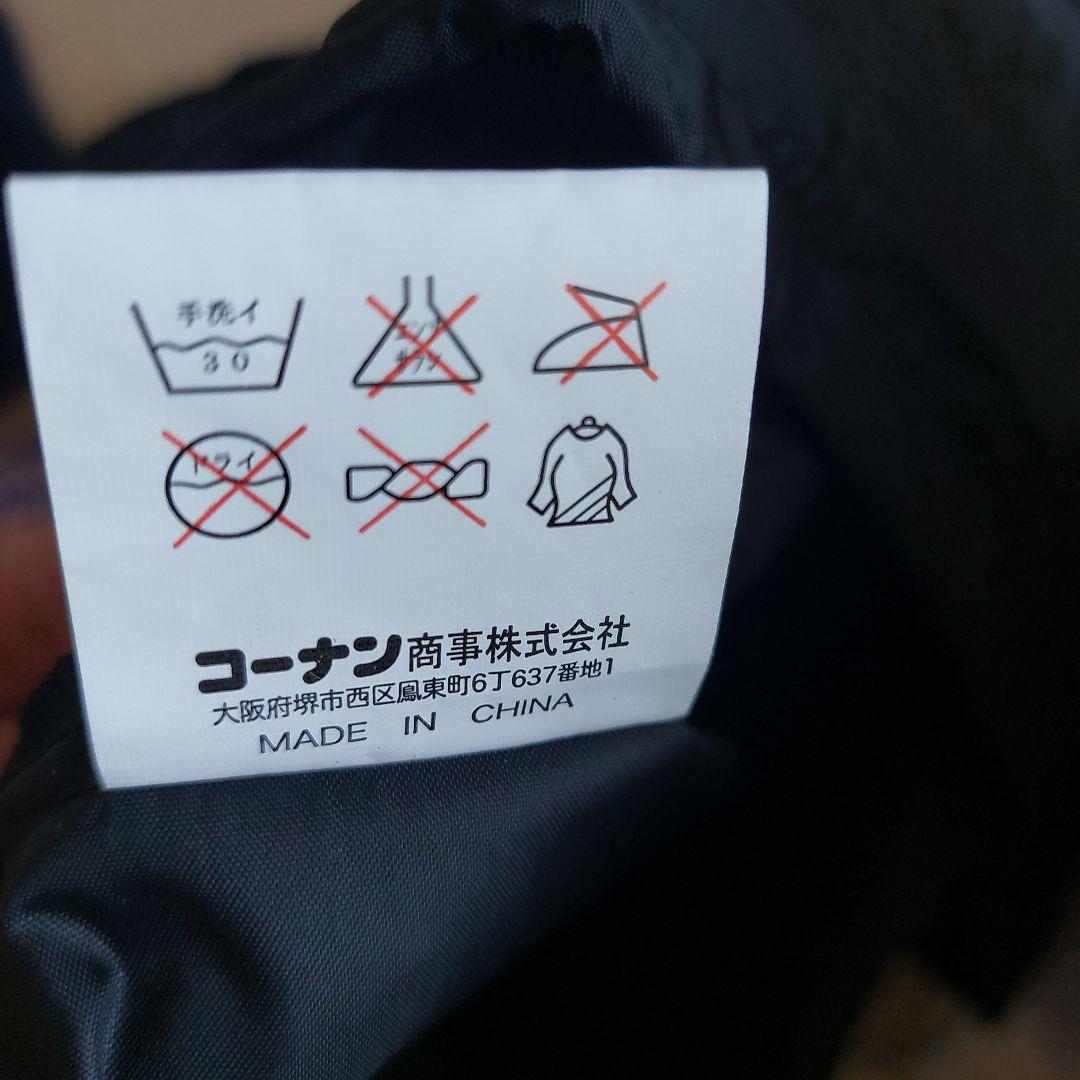 手洗イ
30
エンソ
サラシ
ドライ
コーナン商事株式会社
大阪府堺市西区鳳東町6丁637番地1
MADE IN CHINA